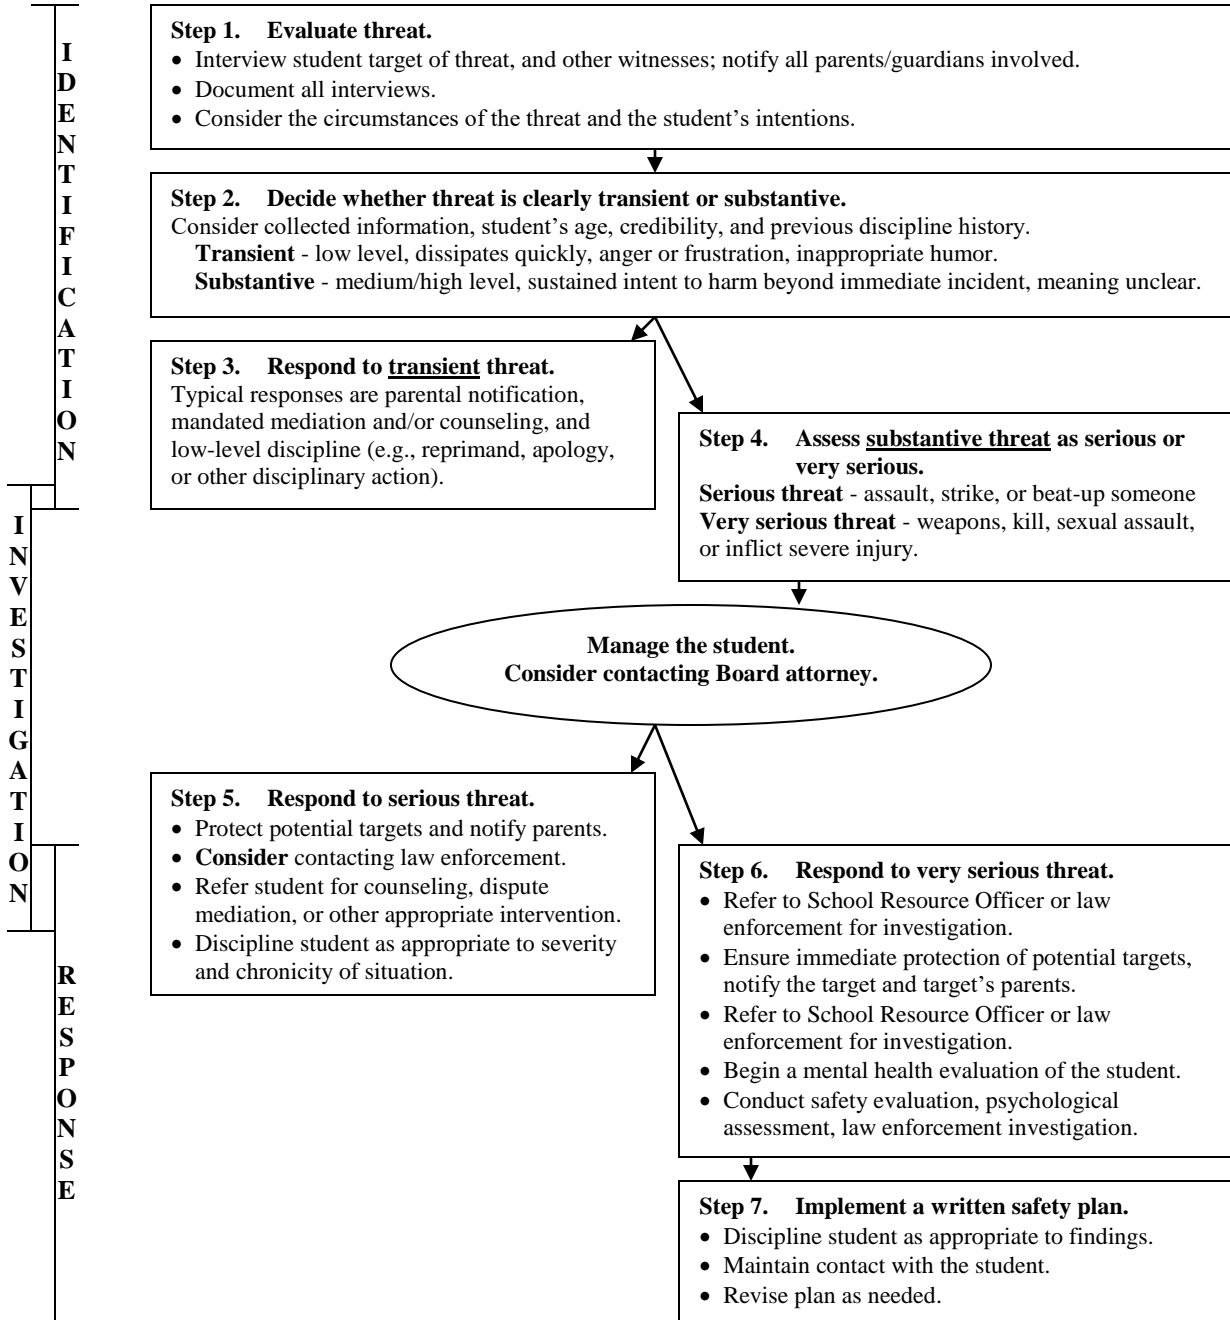 IDENTIFICATION
INVESTIGATION
RESPONSE
Step 1. Evaluate threat.
• Interview student target of threat, and other witnesses; notify all parents/guardians involved.
• Document all interviews.
• Consider the circumstances of the threat and the student's intentions.
Step 2. Decide whether threat is clearly transient or substantive.
Consider collected information, student's age, credibility, and previous discipline history.
Transient - low level, dissipates quickly, anger or frustration, inappropriate humor.
Substantive - medium/high level, sustained intent to harm beyond immediate incident, meaning unclear.
Step 3. Respond to transient threat.
Typical responses are parental notification,
mandated mediation and/or counseling, and
low-level discipline (e.g., reprimand, apology,
or other disciplinary action).
Step 4. Assess substantive threat as serious or
very serious.
Serious threat - assault, strike, or beat-up someone
Very serious threat - weapons, kill, sexual assault,
or inflict severe injury.
Manage the student.
Consider contacting Board attorney.
Step 5. Respond to serious threat.
• Protect potential targets and notify parents.
• Consider contacting law enforcement.
• Refer student for counseling, dispute
mediation, or other appropriate intervention.
• Discipline student as appropriate to severity
and chronicity of situation.
Step 6. Respond to very serious threat.
• Refer to School Resource Officer or law
enforcement for investigation.
• Ensure immediate protection of potential targets,
notify the target and target's parents.
• Refer to School Resource Officer or law
enforcement for investigation.
• Begin a mental health evaluation of the student.
• Conduct safety evaluation, psychological
assessment, law enforcement investigation.
Step 7. Implement a written safety plan.
• Discipline student as appropriate to findings.
• Maintain contact with the student.
• Revise plan as needed.